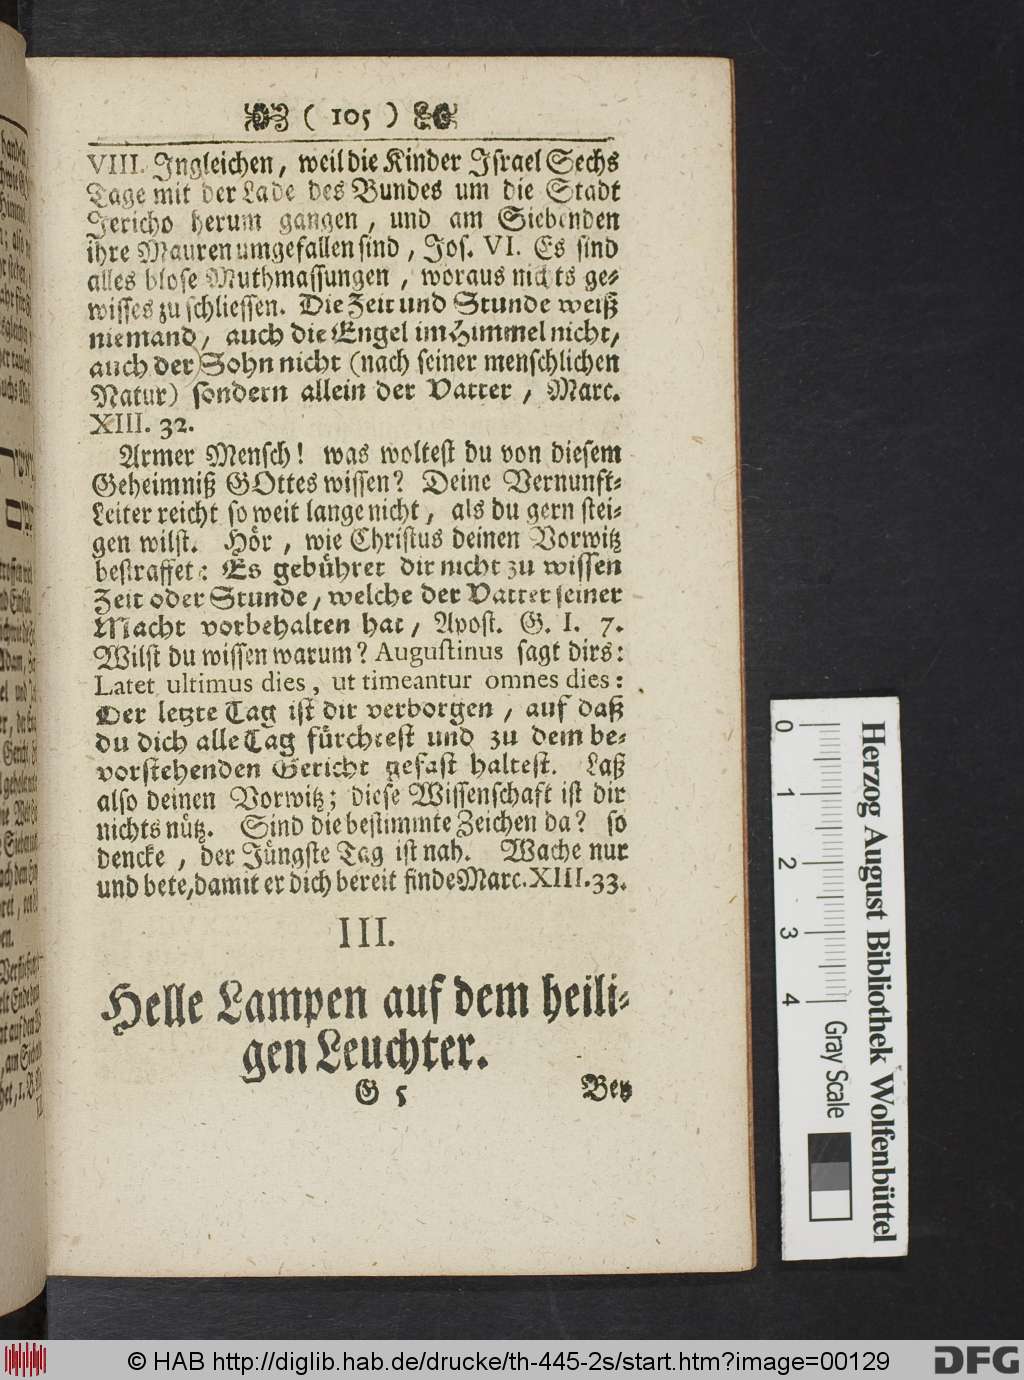 ( 105 )
VIII. Ingleichen, weil die Kinder Israel Sechs
Tage mit der Lade des Bundes um die Stadt
Jericho herum gangen, und am Siebenden
ihre Mauren umgefallen sind, Jos. VI. Es sind
alles blose Muthmassungen, woraus nichts ge-
wisses zu schliessen. Die Zeit und Stunde weiß
niemand, auch die Engel im Himmel nicht,
auch der Sohn nicht (nach seiner menschlichen
Natur) sondern allein der Vatter, Marc.
XIII. 32.
Armer Mensch! was woltest du von diesem
Geheimniß GOttes wissen? Deine Vernunft-
Leiter reicht so weit lange nicht, als du gern stei-
gen wilst. Hör, wie Christus deinen Vorwitz
bestraffet: Es gebühret dir nicht zu wissen
Zeit oder Stunde, welche der Vatter seiner
Macht vorbehalten hat, Apost. G. I. 7.
Wilst du wissen warum? Augustinus sagt dirs:
Latet ultimus dies, ut timeantur omnes dies:
Der letzte Tag ist dir verborgen, auf daß
du dich alle Tag fürchtest und zu dem be-
vorstehenden Gericht gefast haltest. Laß
also deinen Vorwitz; diese Wissenschaft ist dir
nichts nütz. Sind die bestimmte Zeichen da? so
dencke, der Jüngste Tag ist nah. Wache nur
und bete, damit er dich bereit finde Marc. XIII. 33.
III.
Helle Lampen auf dem heili-
gen Leuchter.
G 5 Bey
0 1 2 3 4 Gray Scale
Herzog August Bibliothek Wolfenbüttel
© HAB http://diglib.hab.de/drucke/th-445-2s/start.htm?image=00129
DFG